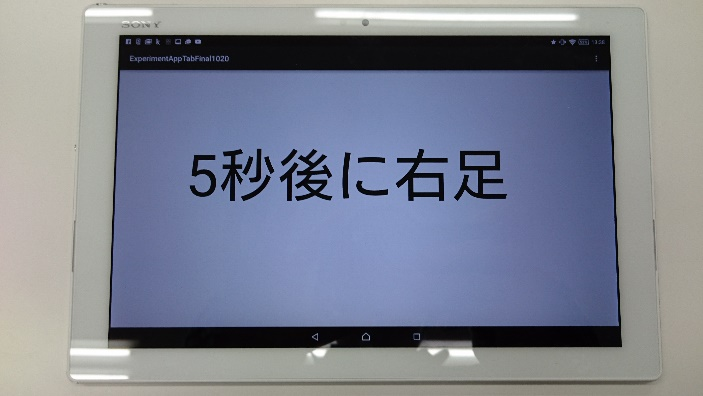 SONY
ExperimentAppTabFinal1020
5秒後に右足